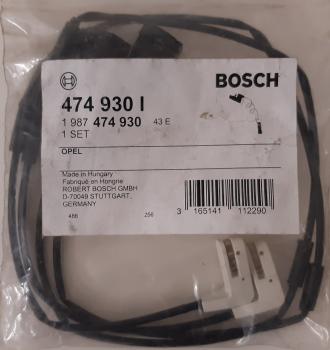 BOSCH
474 930 I
1 987 474 930 43 E
1 SET
OPEL
Made in Hungary
Fabriqué en Hongrie
ROBERT BOSCH GMBH
D-70049 STUTTGART,
GERMANY
486 256
3 165141 112290